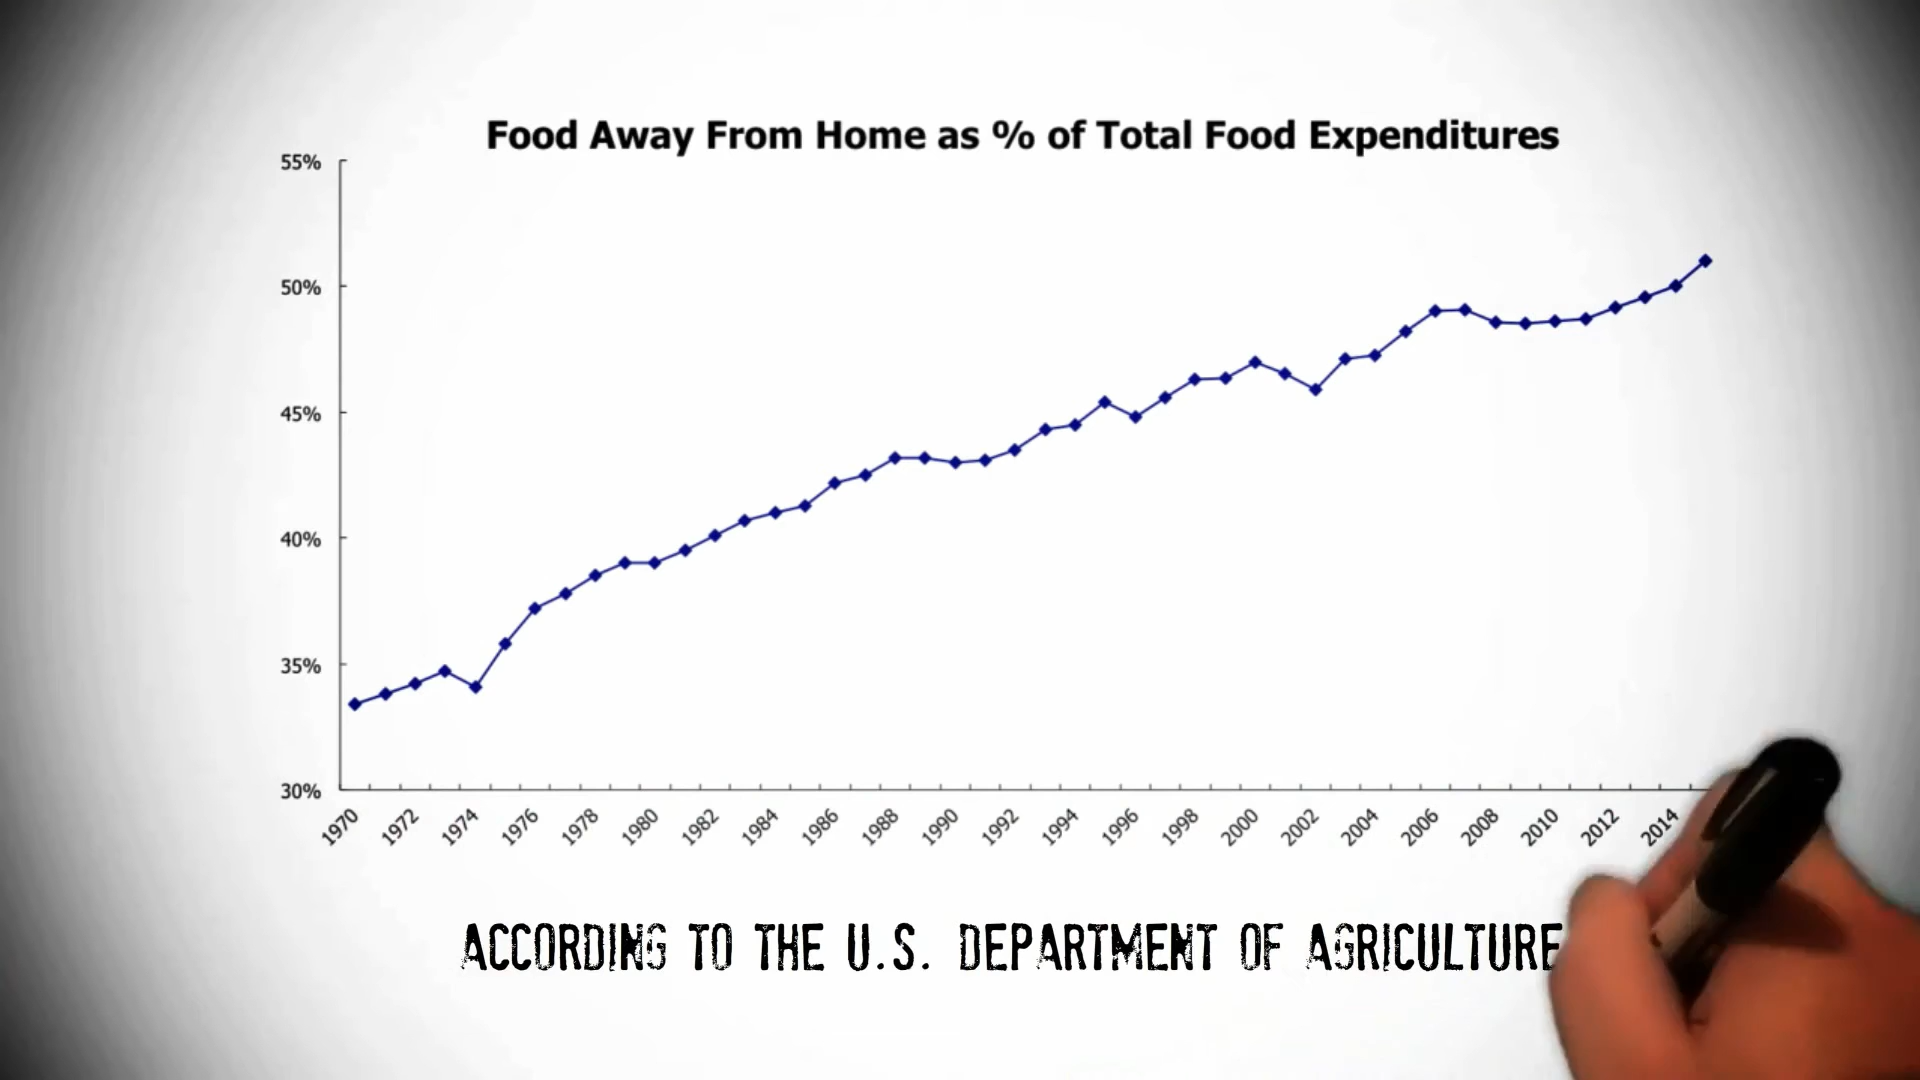 Food Away From Home as % of Total Food Expenditures
55%
50%
45%
40%
35%
30%
1970 1972 1974 1976 1978 1980 1982 1984 1986 1988 1990 1992 1994 1996 1998 2000 2002 2004 2006 2008 2010 2012 2014
ACCORDING TO THE U.S. DEPARTMENT OF AGRICULTURE